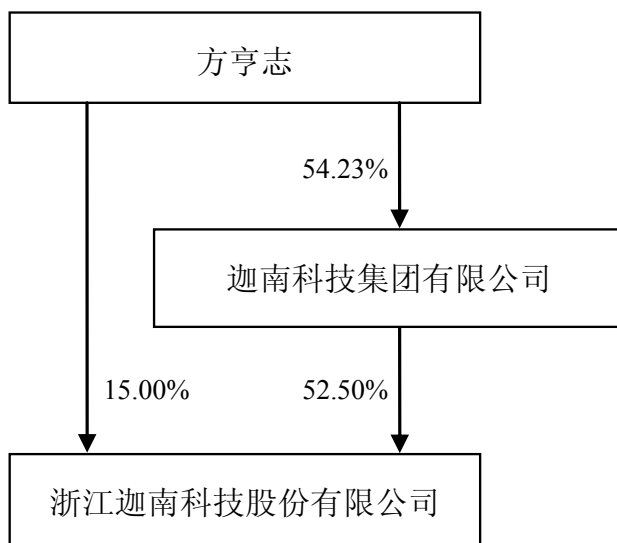 方亨志
54.23%
迦南科技集团有限公司
15.00%
52.50%
浙江迦南科技股份有限公司